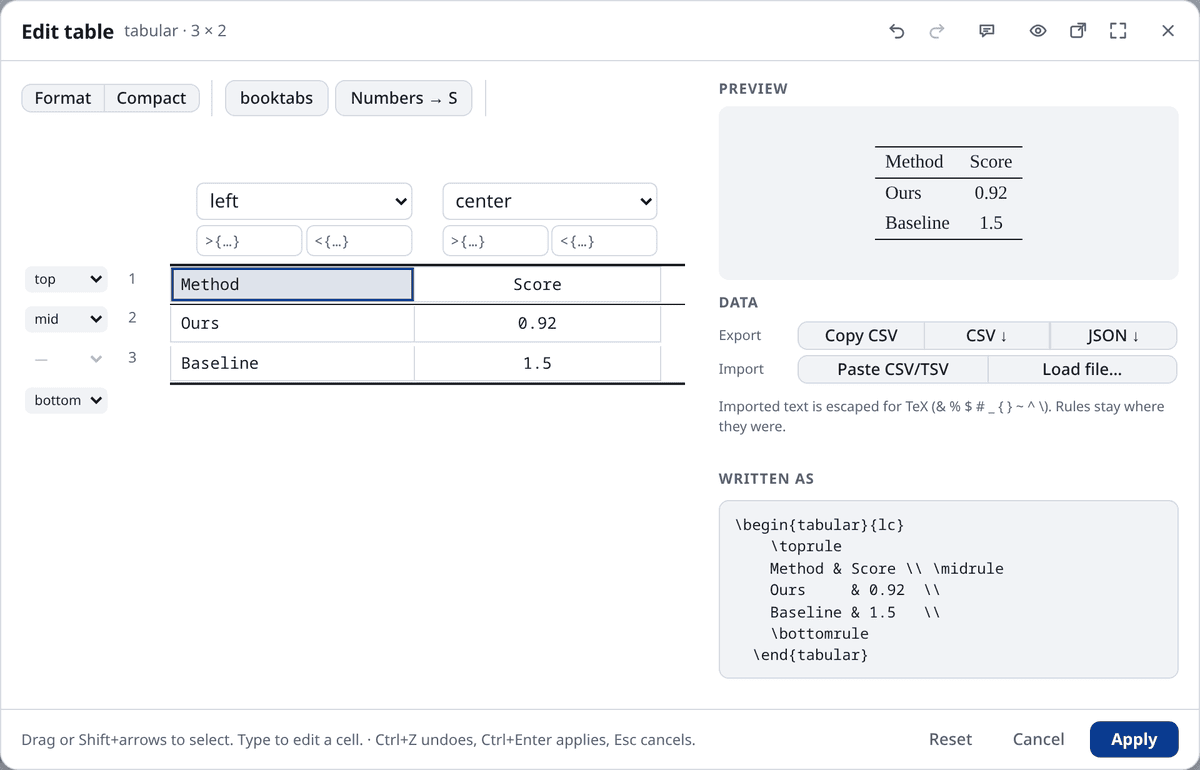 Edit table tabular · 3 × 2
Format Compact booktabs Numbers → S
left center
>{…} <{…} >{…} <{…}
top 1 Method Score
mid 2 Ours 0.92
— 3 Baseline 1.5
bottom
PREVIEW
Method Score
Ours 0.92
Baseline 1.5
DATA
Export Copy CSV CSV ↓ JSON ↓
Import Paste CSV/TSV Load file…
Imported text is escaped for TeX (& % $ # _ { } ~ ^ \). Rules stay where
they were.
WRITTEN AS
\begin{tabular}{lc}
    \toprule
    Method & Score \\ \midrule
    Ours     & 0.92  \\
    Baseline & 1.5   \\
    \bottomrule
  \end{tabular}
Drag or Shift+arrows to select. Type to edit a cell. · Ctrl+Z undoes, Ctrl+Enter applies, Esc cancels.
Reset Cancel Apply